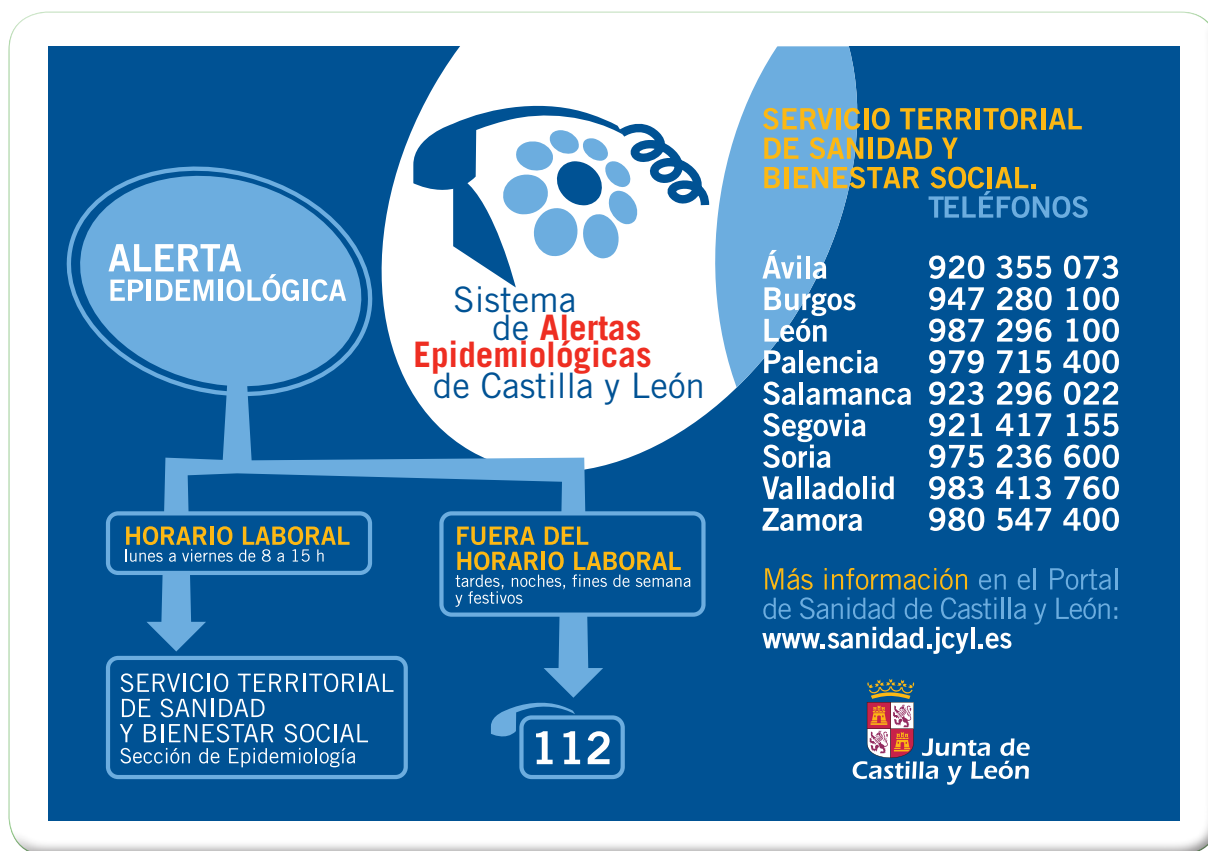 ALERTA
EPIDEMIOLÓGICA
Sistema
de Alertas
Epidemiológicas
de Castilla y León
HORARIO LABORAL
lunes a viernes de 8 a 15 h
SERVICIO TERRITORIAL
DE SANIDAD
Y BIENESTAR SOCIAL
Sección de Epidemiología
FUERA DEL
HORARIO LABORAL
tardes, noches, fines de semana
y festivos
112
SERVICIO TERRITORIAL
DE SANIDAD Y
BIENESTAR SOCIAL.
TELÉFONOS
Ávila 920 355 073
Burgos 947 280 100
León 987 296 100
Palencia 979 715 400
Salamanca 923 296 022
Segovia 921 417 155
Soria 975 236 600
Valladolid 983 413 760
Zamora 980 547 400
Más información en el Portal
de Sanidad de Castilla y León:
www.sanidad.jcyl.es
Junta de
Castilla y León